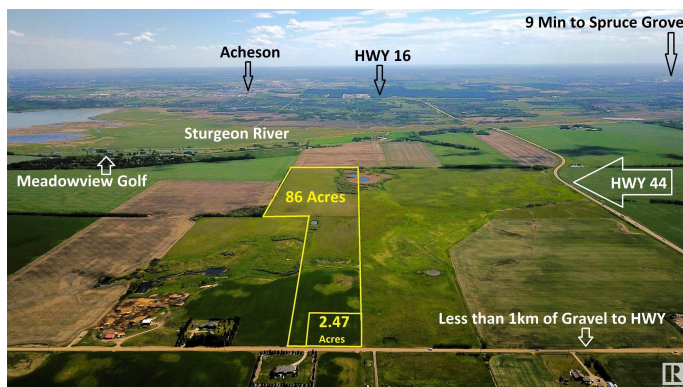 9 Min to Spruce Grove
Acheson
HWY 16
Sturgeon River
Meadowview Golf
HWY 44
86 Acres
2.47
Acres
Less than 1km of Gravel to HWY
R